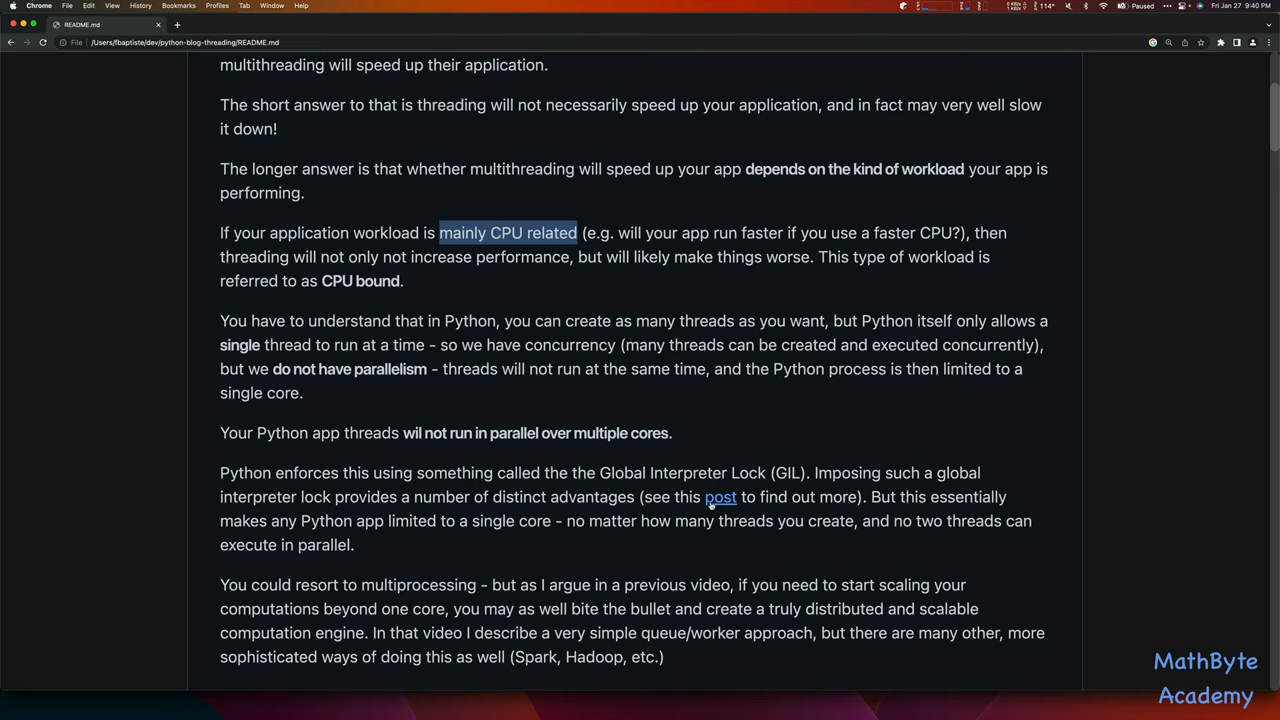 Chrome File Edit View History Bookmarks Profiles Tab Window Help 114° Paused Fri Jan 27 9:40 PM
README.md
File /Users/fbaptiste/dev/python-blog-threading/README.md
multithreading will speed up their application.
The short answer to that is threading will not necessarily speed up your application, and in fact may very well slow
it down!
The longer answer is that whether multithreading will speed up your app depends on the kind of workload your app is
performing.
If your application workload is mainly CPU related (e.g. will your app run faster if you use a faster CPU?), then
threading will not only not increase performance, but will likely make things worse. This type of workload is
referred to as CPU bound.
You have to understand that in Python, you can create as many threads as you want, but Python itself only allows a
single thread to run at a time - so we have concurrency (many threads can be created and executed concurrently),
but we do not have parallelism - threads will not run at the same time, and the Python process is then limited to a
single core.
Your Python app threads wil not run in parallel over multiple cores.
Python enforces this using something called the the Global Interpreter Lock (GIL). Imposing such a global
interpreter lock provides a number of distinct advantages (see this post to find out more). But this essentially
makes any Python app limited to a single core - no matter how many threads you create, and no two threads can
execute in parallel.
You could resort to multiprocessing - but as I argue in a previous video, if you need to start scaling your
computations beyond one core, you may as well bite the bullet and create a truly distributed and scalable
computation engine. In that video I describe a very simple queue/worker approach, but there are many other, more
sophisticated ways of doing this as well (Spark, Hadoop, etc.)
MathByte
Academy